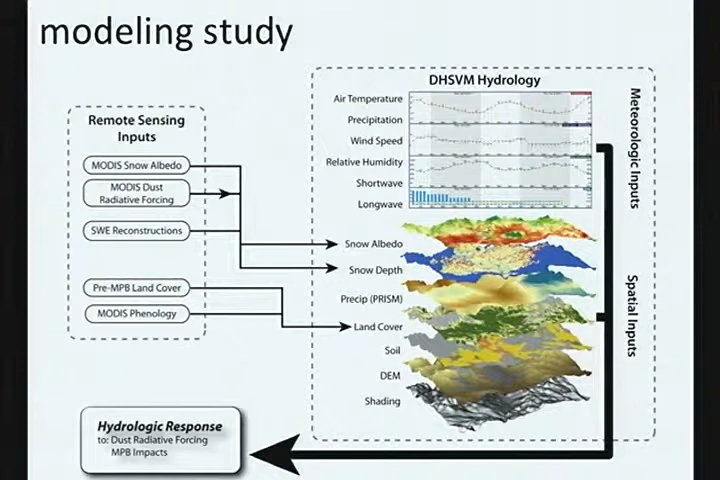 modeling study
Remote Sensing
Inputs
MODIS Snow Albedo
MODIS Dust
Radiative Forcing
SWE Reconstructions
Pre-MPB Land Cover
MODIS Phenology
DHSVM Hydrology
Air Temperature
Precipitation
Wind Speed
Relative Humidity
Shortwave
Longwave
Snow Albedo
Snow Depth
Precip (PRISM)
Land Cover
Soil
DEM
Shading
Meteorologic Inputs
Spatial Inputs
Hydrologic Response
to: Dust Radiative Forcing
MPB Impacts